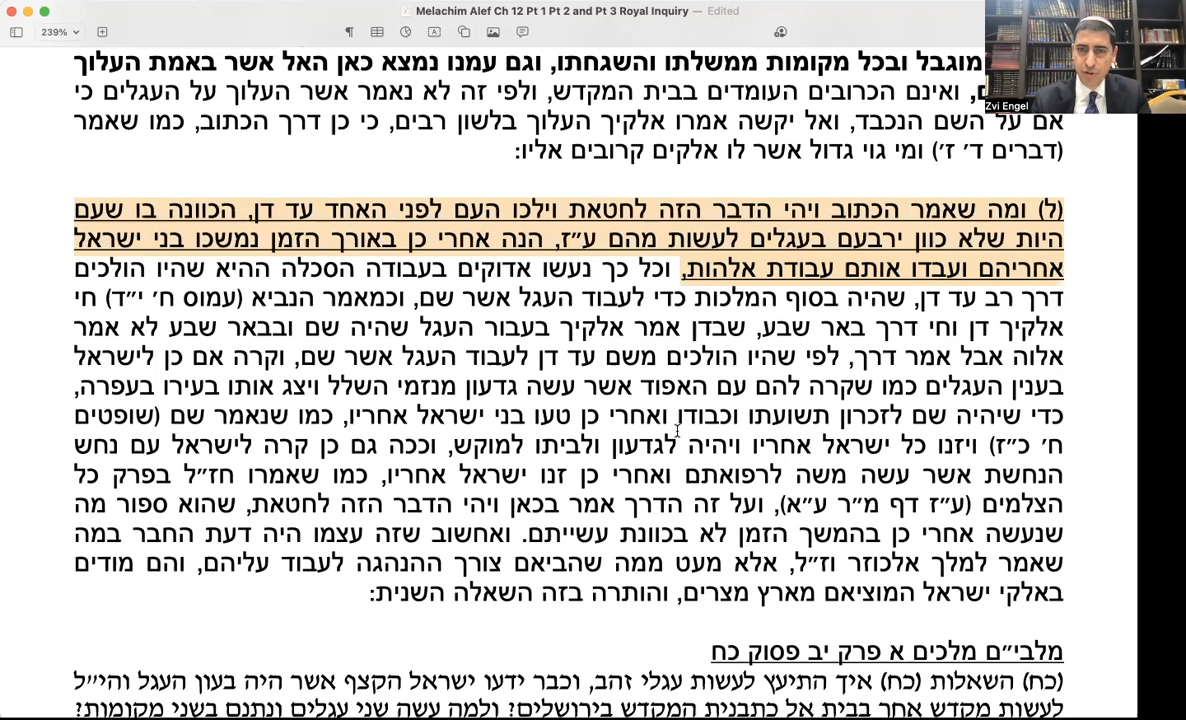 Melachim Alef Ch 12 Pt 1 Pt 2 and Pt 3 Royal Inquiry — Edited
239%
Zvi Engel
מוגבל ובכל מקומות ממשלתו והשגחתו, וגם עמנו נמצא כאן האל אשר באמת העלוך
ואינם הכרובים העומדים בבית המקדש, ולפי זה לא נאמר אשר העלוך על העגלים כי
אם על השם הנכבד, ואל יקשה אמרו אלקיך העלוך בלשון רבים, כי כן דרך הכתוב, כמו שאמר
(דברים ד׳ ז׳) ומי גוי גדול אשר לו אלקים קרובים אליו:
(ל) ומה שאמר הכתוב ויהי הדבר הזה לחטאת וילכו העם לפני האחד עד דן, הכוונה בו שעם
היות שלא כוון ירבעם בעגלים לעשות מהם ע״ז, הנה אחרי כן באורך הזמן נמשכו בני ישראל
אחריהם ועבדו אותם עבודת אלהות, וכל כך נעשו אדוקים בעבודה הסכלה ההיא שהיו הולכים
דרך רב עד דן, שהיה בסוף המלכות כדי לעבוד העגל אשר שם, וכמאמר הנביא (עמוס ח׳ י״ד) חי
אלקיך דן וחי דרך באר שבע, שבדן אמר אלקיך בעבור העגל שהיה שם ובבאר שבע לא אמר
אלוה אבל אמר דרך, לפי שהיו הולכים משם עד דן לעבוד העגל אשר שם, וקרה אם כן לישראל
בענין העגלים כמו שקרה להם עם האפוד אשר עשה גדעון מנזמי השלל ויצג אותו בעירו בעפרה,
כדי שיהיה שם לזכרון תשועתו וכבודו ואחרי כן טעו בני ישראל אחריו, כמו שנאמר שם (שופטים
ח׳ כ״ז) ויזנו כל ישראל אחריו ויהיה לגדעון ולביתו למוקש, וככה גם כן קרה לישראל עם נחש
הנחשת אשר עשה משה לרפואתם ואחרי כן זנו ישראל אחריו, כמו שאמרו חז״ל בפרק כל
הצלמים (ע״ז דף מ״ר ע״א), ועל זה הדרך אמר בכאן ויהי הדבר הזה לחטאת, שהוא ספור מה
שנעשה אחרי כן בהמשך הזמן לא בכוונת עשייתם. ואחשוב שזה עצמו היה דעת החבר במה
שאמר למלך אלכוזר וז״ל, אלא מעט ממה שהביאם צורך ההנהגה לעבוד עליהם, והם מודים
באלקי ישראל המוציאם מארץ מצרים, והותרה בזה השאלה השנית:
מלבי״ם מלכים א פרק יב פסוק כח
(כח) השאלות (כח) איך התיעץ לעשות עגלי זהב, וכבר ידעו ישראל הקצף אשר היה בעון העגל והי״ל
לעשות מקדש אחר בבית אל כתבנית המקדש בירושלים? ולמה עשה שני עגלים ונתנם בשני מקומות?